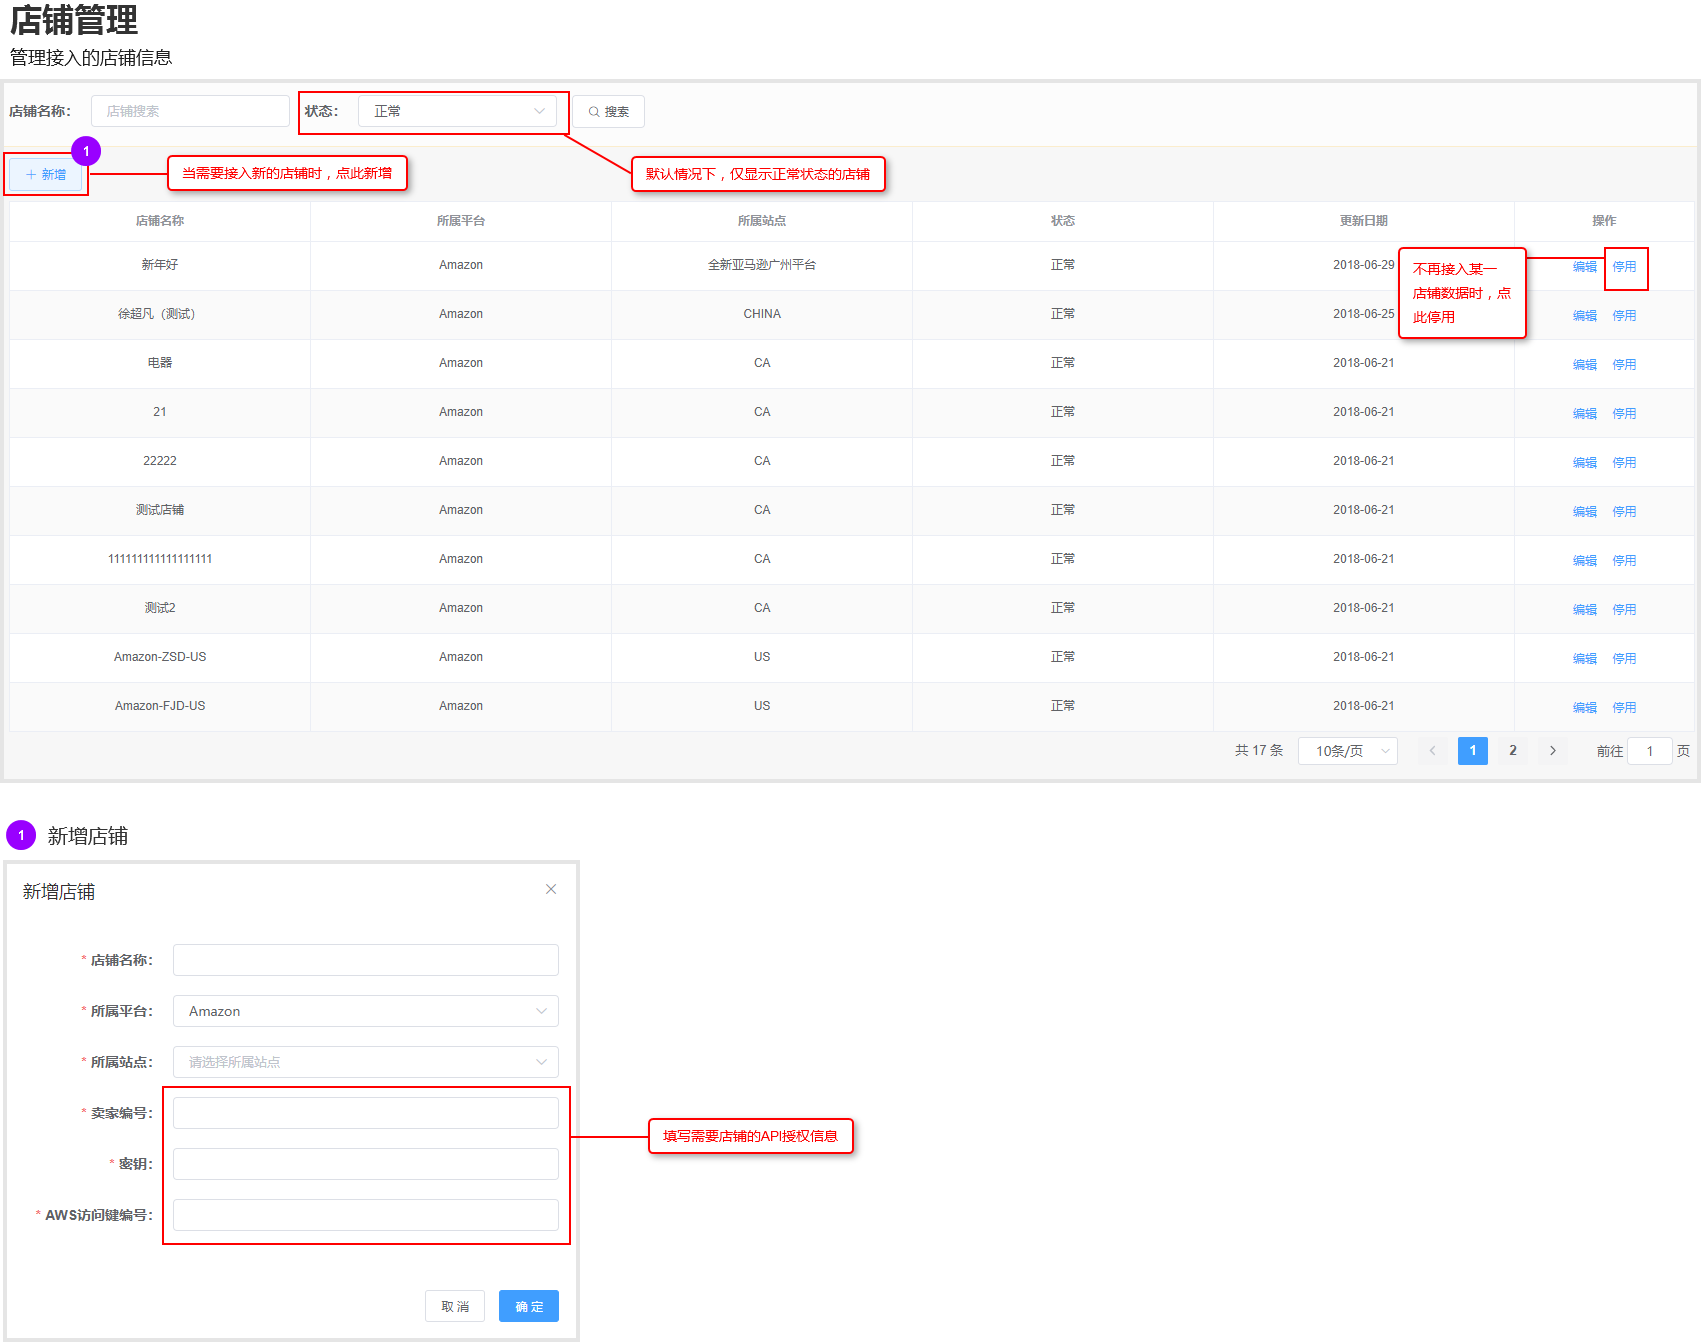 店铺管理
管理接入的店铺信息
店铺名称： 店铺搜索 状态： 正常 搜索
1
+ 新增 当需要接入新的店铺时，点此新增 默认情况下，仅显示正常状态的店铺
店铺名称 所属平台 所属站点 状态 更新日期 操作
新年好 Amazon 全新亚马逊广州平台 正常 2018-06-29 编辑 停用
不再接入某一
店铺数据时，点
此停用
徐超凡（测试） Amazon CHINA 正常 2018-06-25 编辑 停用
电器 Amazon CA 正常 2018-06-21 编辑 停用
21 Amazon CA 正常 2018-06-21 编辑 停用
22222 Amazon CA 正常 2018-06-21 编辑 停用
测试店铺 Amazon CA 正常 2018-06-21 编辑 停用
111111111111111111 Amazon CA 正常 2018-06-21 编辑 停用
测试2 Amazon CA 正常 2018-06-21 编辑 停用
Amazon-ZSD-US Amazon US 正常 2018-06-21 编辑 停用
Amazon-FJD-US Amazon US 正常 2018-06-21 编辑 停用
共 17 条 10条/页 1 2 前往 1 页
1 新增店铺
新增店铺
* 店铺名称：
* 所属平台： Amazon
* 所属站点： 请选择所属站点
* 卖家编号：
填写需要店铺的API授权信息
* 密钥：
* AWS访问键编号：
取 消 确 定